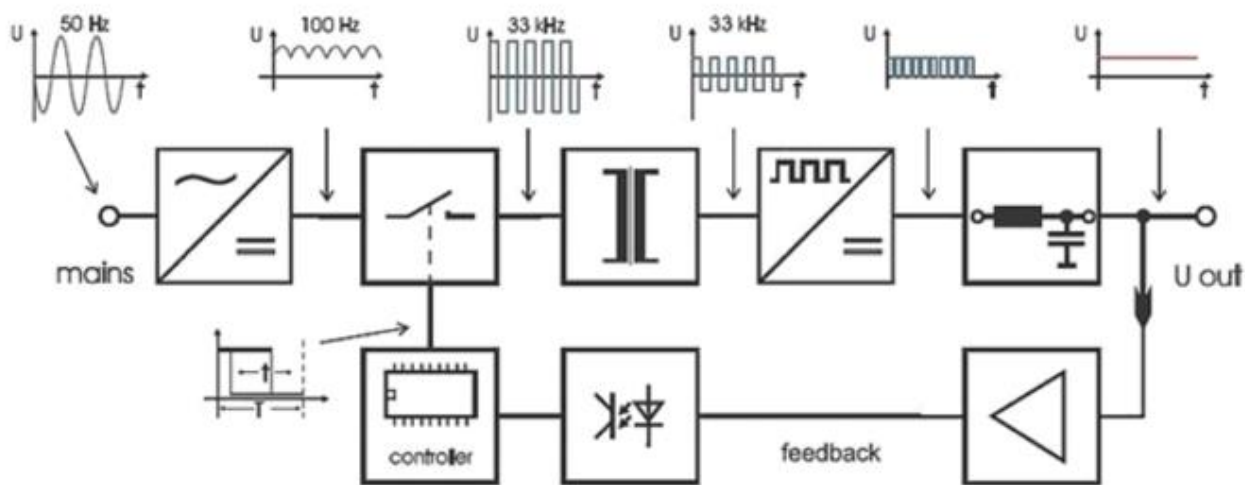 50 Hz
100 Hz
33 kHz
33 kHz
U
t
U
t
U
t
U
t
U
t
U
t
mains
U out
t
T
controller
feedback